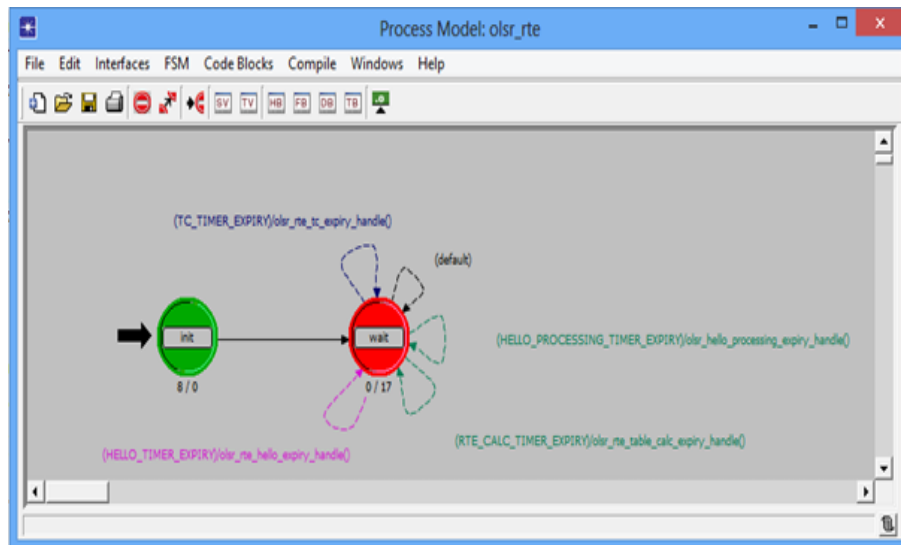 Process Model: olsr_rte
File Edit Interfaces FSM Code Blocks Compile Windows Help
SV TV HB FB DB TB
(TC_TIMER_EXPIRY)/olsr_rte_tc_expiry_handle()
(default)
init
wait
(HELLO_PROCESSING_TIMER_EXPIRY)/olsr_hello_processing_expiry_handle()
8 / 0
0 / 17
(RTE_CALC_TIMER_EXPIRY)/olsr_rte_table_calc_expiry_handle()
(HELLO_TIMER_EXPIRY)/olsr_rte_hello_expiry_handle()